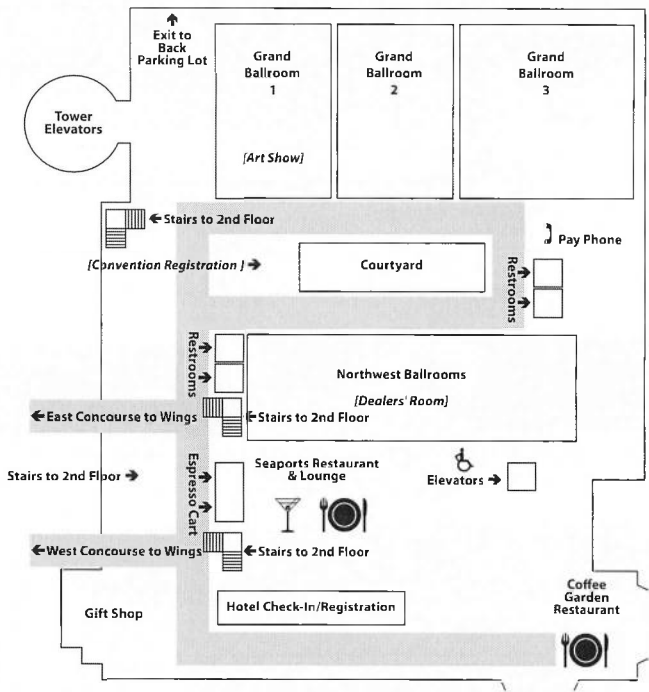 Exit to
Back
Parking Lot
Grand
Ballroom
1
[Art Show]
Grand
Ballroom
2
Grand
Ballroom
3
Tower
Elevators
Stairs to 2nd Floor
[Convention Registration]
Courtyard
Pay Phone
Restrooms
Restrooms
Northwest Ballrooms
[Dealers' Room]
East Concourse to Wings
Stairs to 2nd Floor
Stairs to 2nd Floor
Espresso Cart
Seaports Restaurant
& Lounge
Elevators
West Concourse to Wings
Stairs to 2nd Floor
Gift Shop
Hotel Check-In/Registration
Coffee
Garden
Restaurant